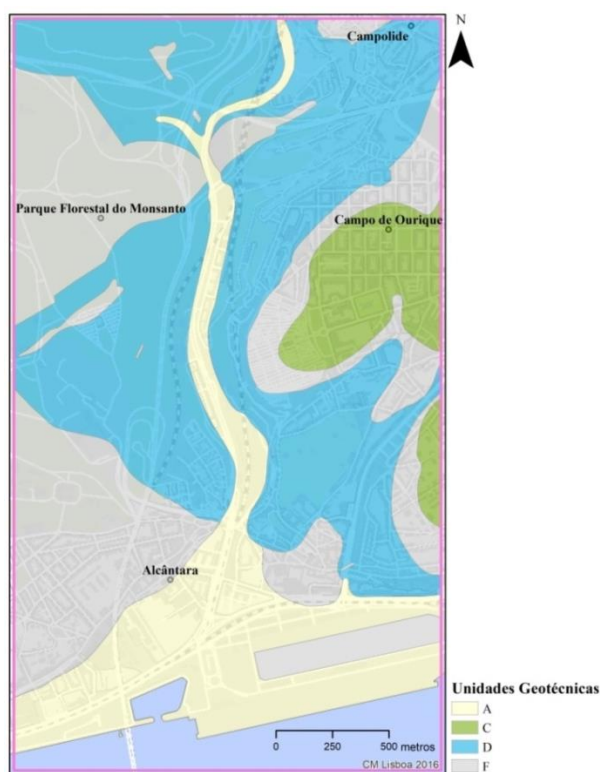 N
Campolide
Parque Florestal do Monsanto
Campo de Ourique
Alcântara
0 250 500 metros
CM Lisboa 2016
Unidades Geotécnicas
A
C
D
F